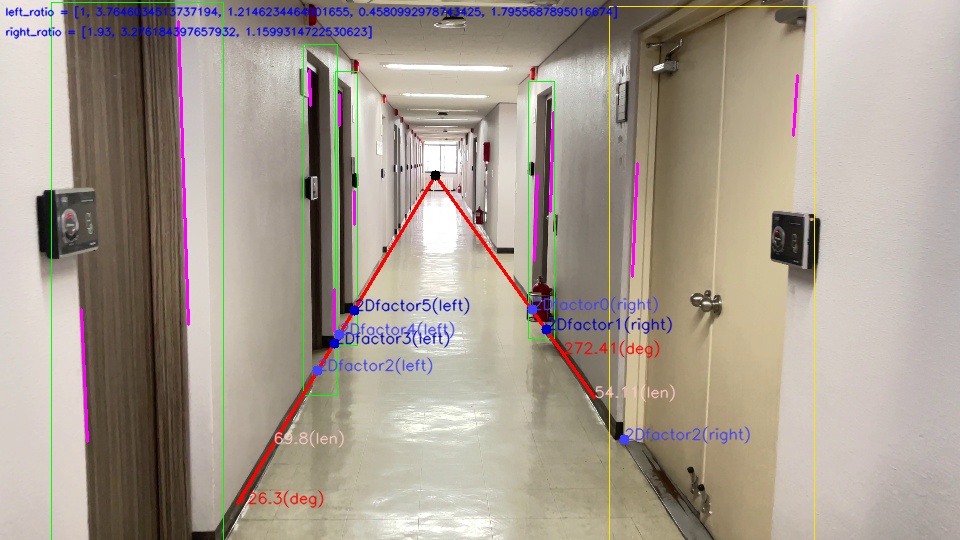 left_ratio = [1, 3.7646034513737194, 1.2146234464801655, 0.4580992978743425, 1.7955687895016674]
right_ratio = [1.93, 3.276184397657932, 1.1599314722530623]
2Dfactor5(left)
2Dfactor0(right)
2Dfactor4(left)
2Dfactor1(right)
2Dfactor3(left)
272.41(deg)
2Dfactor2(left)
54.11(len)
69.8(len)
2Dfactor2(right)
26.3(deg)